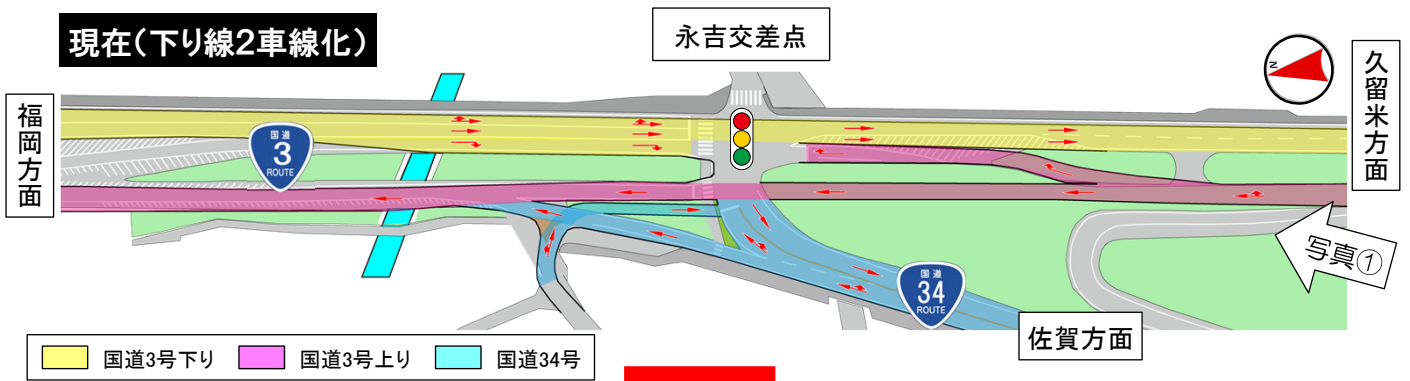 現在(下り線2車線化)
永吉交差点
久留米方面
福岡方面
N
国道
3
ROUTE
写真①
国道
34
ROUTE
佐賀方面
国道3号下り
国道3号上り
国道34号